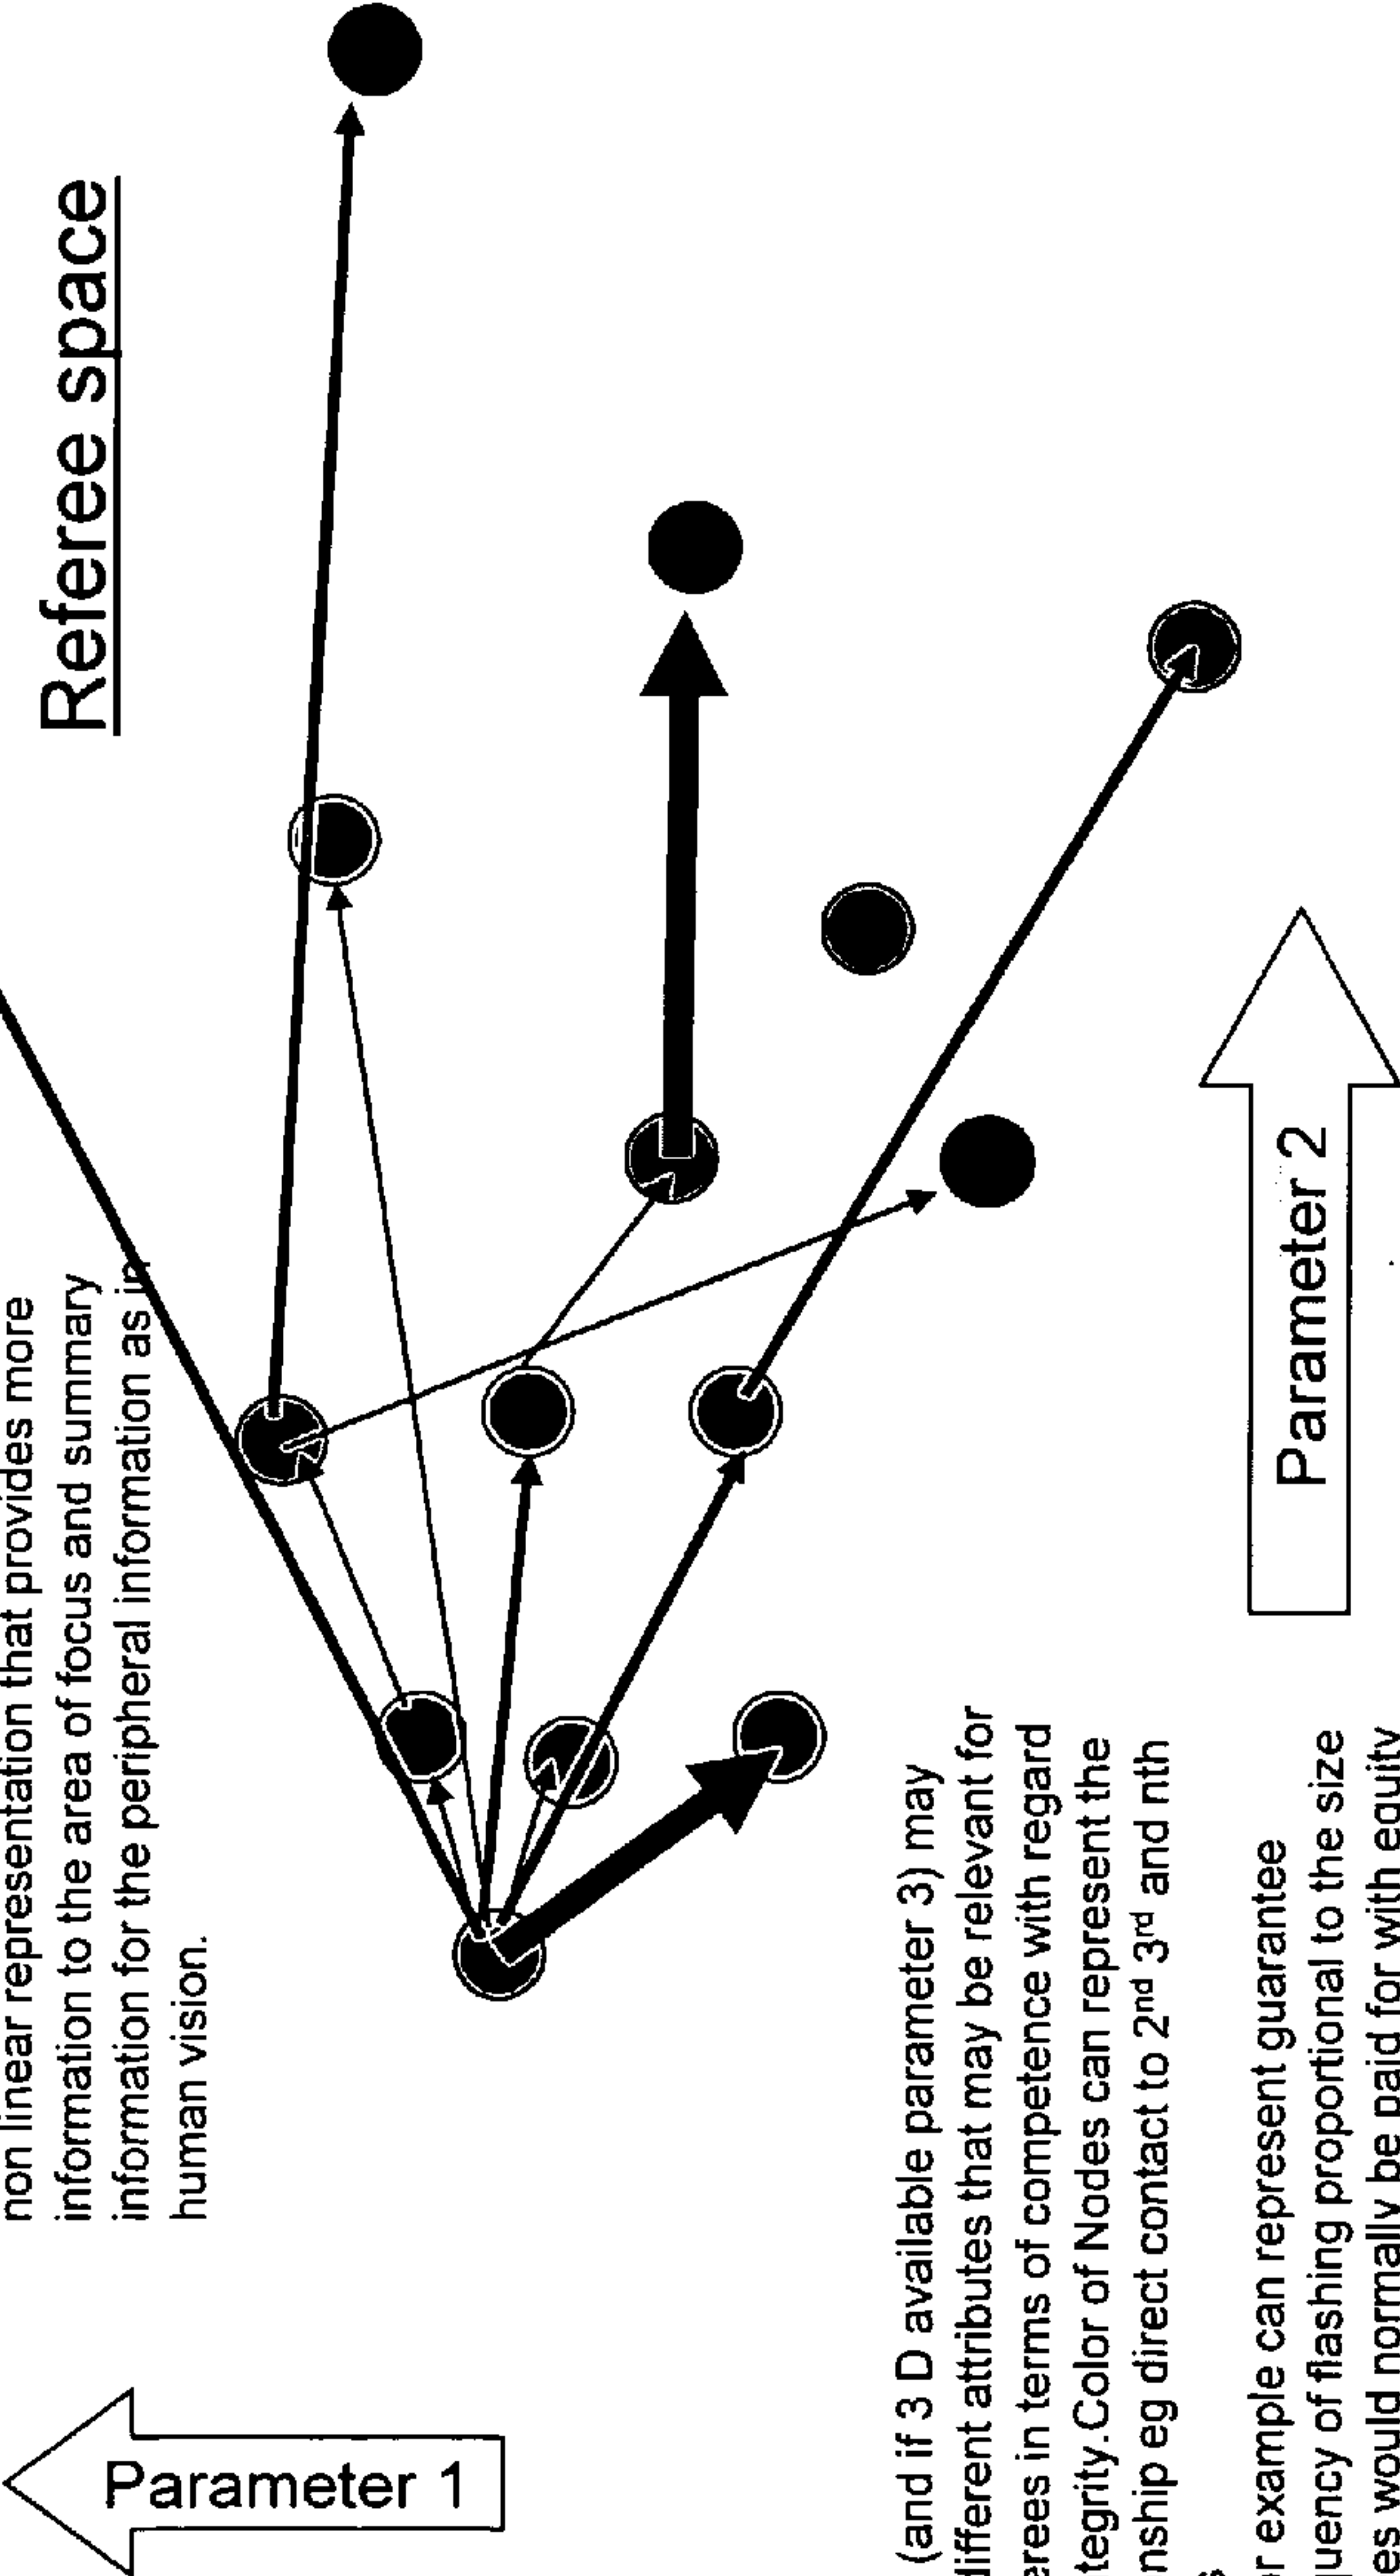 Referee space
non linear representation that provides more
information to the area of focus and summary
information for the peripheral information as in
human vision.
Parameter 1
(and if 3 D available parameter 3) may
different attributes that may be relevant for
erees in terms of competence with regard
tegrity.Color of Nodes can represent the
nship eg direct contact to 2nd 3rd and nth
r example can represent guarantee
uency of flashing proportional to the size
es would normally be paid for with equity
Parameter 2